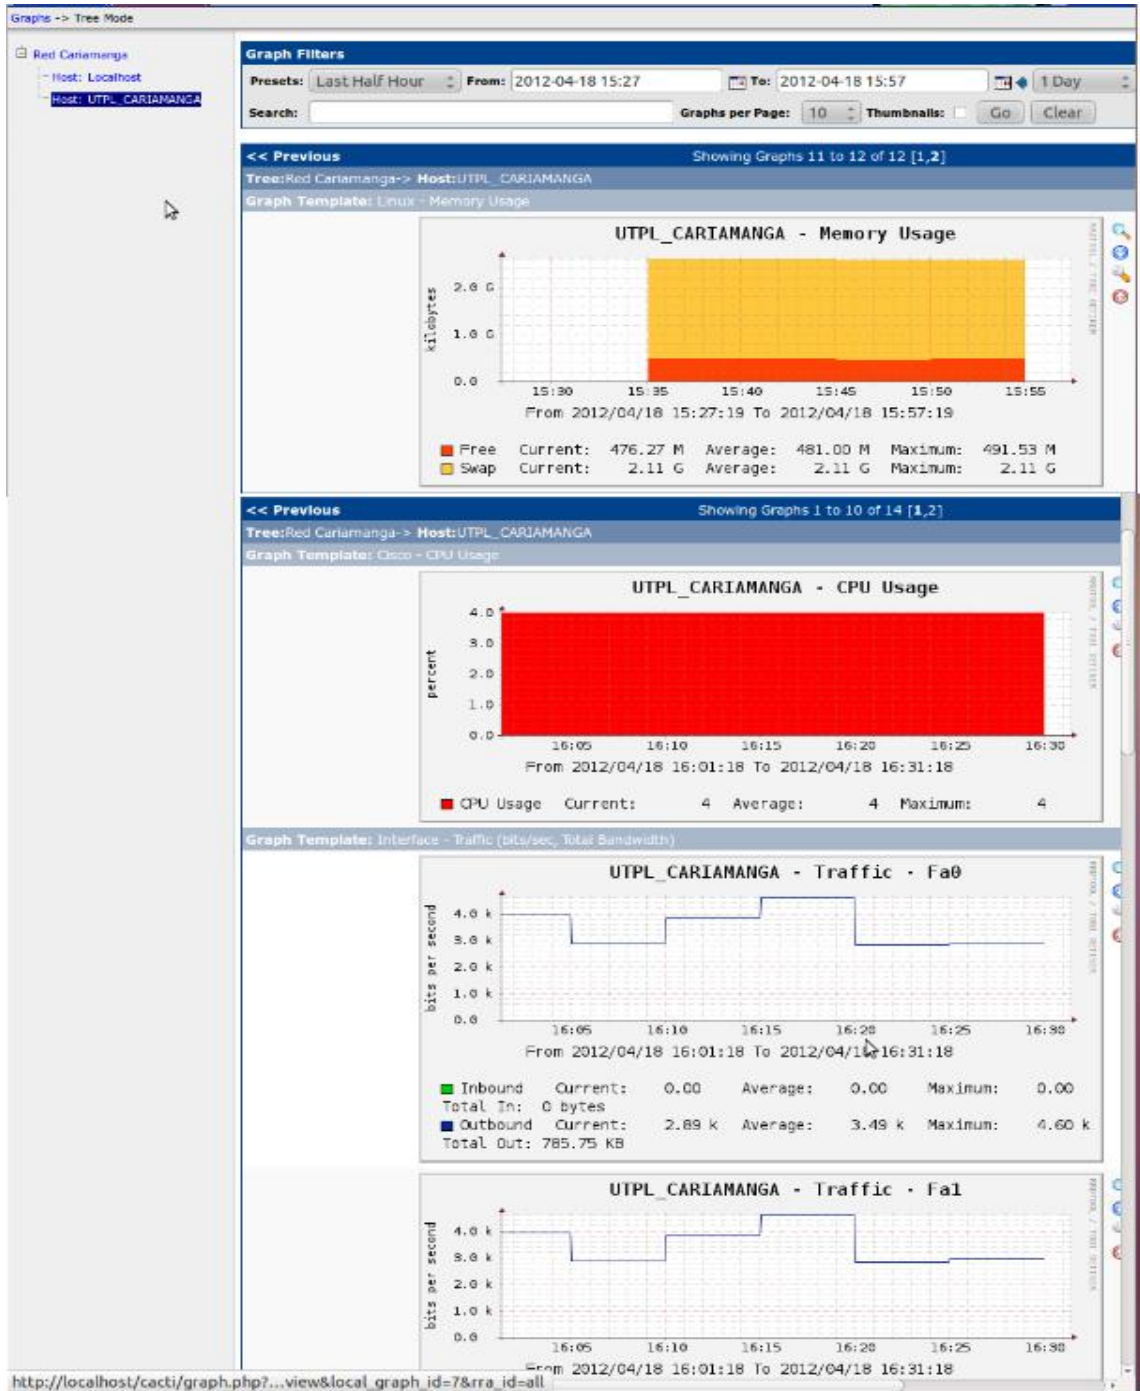 Graphs -> Tree Mode
Red Cariamanga
Host: Localhost
Host: UTPL_CARIAMANGA
Graph Filters
Presets: Last Half Hour From: 2012-04-18 15:27 To: 2012-04-18 15:57 1 Day
Search: Graphs per Page: 10 Thumbnails: Go Clear
<< Previous Showing Graphs 11 to 12 of 12 [1,2]
Tree:Red Cariamanga-> Host:UTPL_CARIAMANGA
Graph Template: Linux - Memory Usage
UTPL_CARIAMANGA - Memory Usage
kilobytes
2.0 G
1.0 G
0.0
15:30 15:35 15:40 15:45 15:50 15:55
From 2012/04/18 15:27:19 To 2012/04/18 15:57:19
Free Current: 476.27 M Average: 481.00 M Maximum: 491.53 M
Swap Current: 2.11 G Average: 2.11 G Maximum: 2.11 G
<< Previous Showing Graphs 1 to 10 of 14 [1,2]
Tree:Red Cariamanga-> Host:UTPL_CARIAMANGA
Graph Template: Cisco - CPU Usage
UTPL_CARIAMANGA - CPU Usage
percent
4.0
3.0
2.0
1.0
0.0
16:05 16:10 16:15 16:20 16:25 16:30
From 2012/04/18 16:01:18 To 2012/04/18 16:31:18
CPU Usage Current: 4 Average: 4 Maximum: 4
Graph Template: Interface - Traffic (bits/sec, Total Bandwidth)
UTPL_CARIAMANGA - Traffic - Fa0
bits per second
4.0 k
3.0 k
2.0 k
1.0 k
0.0
16:05 16:10 16:15 16:20 16:25 16:30
From 2012/04/18 16:01:18 To 2012/04/18 16:31:18
Inbound Current: 0.00 Average: 0.00 Maximum: 0.00
Total In: 0 bytes
Outbound Current: 2.89 k Average: 3.49 k Maximum: 4.60 k
Total Out: 785.75 KB
UTPL_CARIAMANGA - Traffic - Fa1
bits per second
4.0 k
3.0 k
2.0 k
1.0 k
0.0
16:05 16:10 16:15 16:20 16:25 16:30
From 2012/04/18 16:01:18 To 2012/04/18 16:31:18
http://localhost/cacti/graph.php?...view&local_graph_id=7&rra_id=all